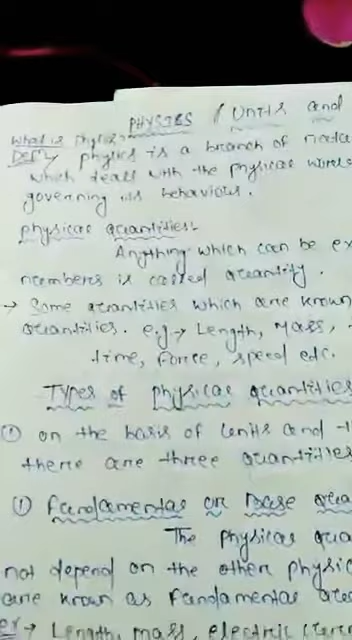 PHYSICS / Units and
What is Physics?
Defn → Physics is a branch of
which deals with the physical
governing its behaviour.
physical quantities:-
Anything which can be
numbers is called quantity.
→ Some quantities which are known
quantities. e.g → Length, Mass,
time, Force, speed etc.
Types of physical quantities
① on the basis of units and
there are three quantities
① Fundamental or Base
The physical
not depend on the other
are known as Fundamental
ex → Length, mass, electric